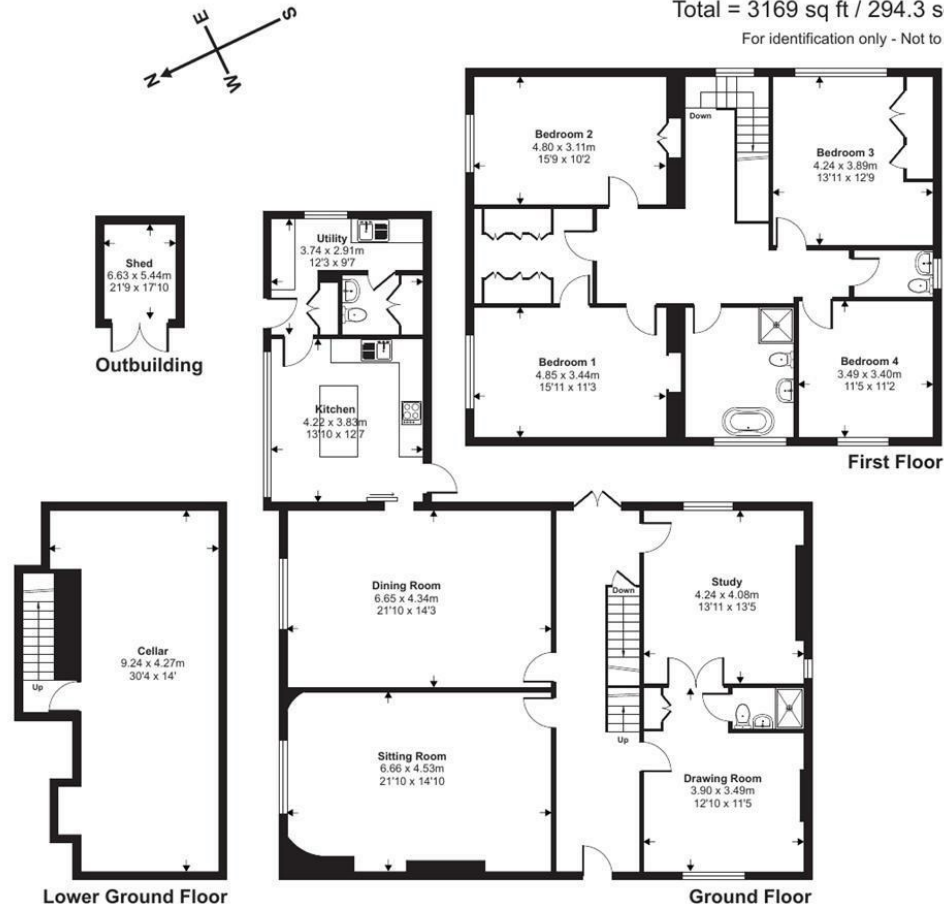 Total = 3169 sq ft / 294.3 s
For identification only - Not to
E
S
N
W
Bedroom 2
4.80 x 3.11m
15'9 x 10'2
Down
Bedroom 3
4.24 x 3.89m
13'11 x 12'9
Utility
3.74 x 2.91m
12'3 x 9'7
Shed
6.63 x 5.44m
21'9 x 17'10
Outbuilding
Bedroom 1
4.85 x 3.44m
15'11 x 11'3
Bedroom 4
3.49 x 3.40m
11'5 x 11'2
Kitchen
4.22 x 3.83m
13'10 x 12'7
First Floor
Dining Room
6.65 x 4.34m
21'10 x 14'3
Down
Study
4.24 x 4.08m
13'11 x 13'5
Cellar
9.24 x 4.27m
30'4 x 14'
Up
Sitting Room
6.66 x 4.53m
21'10 x 14'10
Up
Drawing Room
3.90 x 3.49m
12'10 x 11'5
Lower Ground Floor
Ground Floor